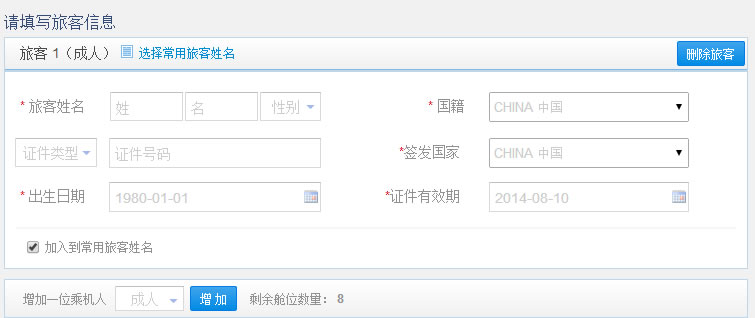 请填写旅客信息
旅客 1（成人） 选择常用旅客姓名 删除旅客
* 旅客姓名 姓 名 性别 * 国籍 CHINA 中国
证件类型 证件号码 *签发国家 CHINA 中国
* 出生日期 1980-01-01 *证件有效期 2014-08-10
加入到常用旅客姓名
增加一位乘机人 成人 增 加 剩余舱位数量： 8